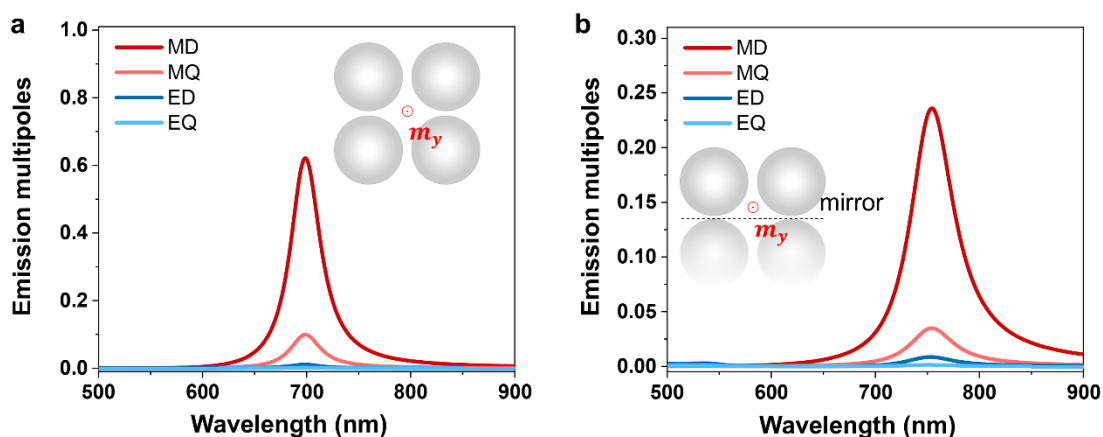 a
1.0
0.8
0.6
0.4
0.2
0.0
Emission multipoles
MD
MQ
ED
EQ
m_y
500 600 700 800 900
Wavelength (nm)
b
0.30
0.25
0.20
0.15
0.10
0.05
0.00
Emission multipoles
MD
MQ
ED
EQ
mirror
m_y
500 600 700 800 900
Wavelength (nm)